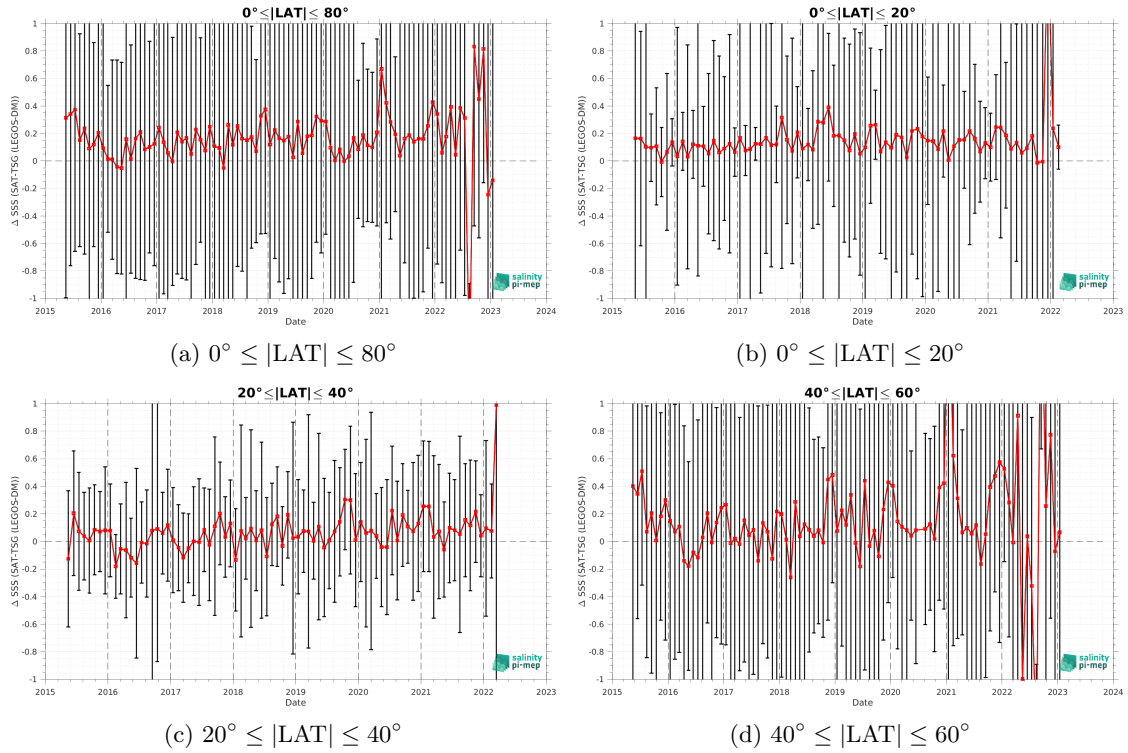 0°≤|LAT|≤ 80°
Δ SSS (SAT-TSG (LEGOS-DM))
1
0.8
0.6
0.4
0.2
0
-0.2
-0.4
-0.6
-0.8
-1
2015 2016 2017 2018 2019 2020 2021 2022 2023 2024
Date
salinity
pi-mep
(a) 0° ≤ |LAT| ≤ 80°
0°≤|LAT|≤ 20°
Δ SSS (SAT-TSG (LEGOS-DM))
1
0.8
0.6
0.4
0.2
0
-0.2
-0.4
-0.6
-0.8
-1
2015 2016 2017 2018 2019 2020 2021 2022 2023
Date
salinity
pi-mep
(b) 0° ≤ |LAT| ≤ 20°
20°≤|LAT|≤ 40°
Δ SSS (SAT-TSG (LEGOS-DM))
1
0.8
0.6
0.4
0.2
0
-0.2
-0.4
-0.6
-0.8
-1
2015 2016 2017 2018 2019 2020 2021 2022 2023
Date
salinity
pi-mep
(c) 20° ≤ |LAT| ≤ 40°
40°≤|LAT|≤ 60°
Δ SSS (SAT-TSG (LEGOS-DM))
1
0.8
0.6
0.4
0.2
0
-0.2
-0.4
-0.6
-0.8
-1
2015 2016 2017 2018 2019 2020 2021 2022 2023 2024
Date
salinity
pi-mep
(d) 40° ≤ |LAT| ≤ 60°